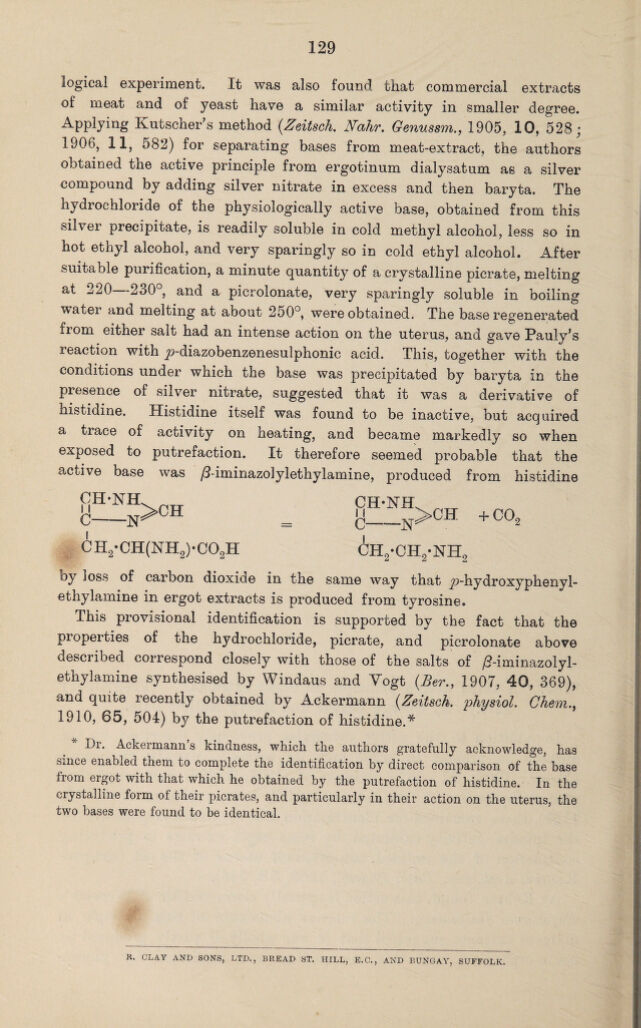 129
logical experiment. It was also found that commercial extracts
of meat and of yeast have a similar activity in smaller degree.
Applying Kutscher's method (Zeitsch. Nahr. Genussm., 1905, 10, 528;
1906, 11, 582) for separating bases from meat-extract, the authors
obtained the active principle from ergotinum dialysatum as a silver
compound by adding silver nitrate in excess and then baryta. The
hydrochloride of the physiologically active base, obtained from this
silver precipitate, is readily soluble in cold methyl alcohol, less so in
hot ethyl alcohol, and very sparingly so in cold ethyl alcohol. After
suitable purification, a minute quantity of a crystalline picrate, melting
at 220—230°, and a picrolonate, very sparingly soluble in boiling
water and melting at about 250°, were obtained. The base regenerated
from either salt had an intense action on the uterus, and gave Pauly's
reaction with p-diazobenzenesulphonic acid. This, together with the
conditions under which the base was precipitated by baryta in the
presence of silver nitrate, suggested that it was a derivative of
histidine. Histidine itself was found to be inactive, but acquired
a trace of activity on heating, and became markedly so when
exposed to putrefaction. It therefore seemed probable that the
active base was β-iminazolylethylamine, produced from histidine
CH·NH>CH CH·NH>CH + CO₂
C——N = C——N
CH₂·CH(NH₂)·CO₂H CH₂·CH₂·NH₂
by loss of carbon dioxide in the same way that p-hydroxyphenyl-
ethylamine in ergot extracts is produced from tyrosine.
This provisional identification is supported by the fact that the
properties of the hydrochloride, picrate, and picrolonate above
described correspond closely with those of the salts of β-iminazolyl-
ethylamine synthesised by Windaus and Vogt (Ber., 1907, 40, 369),
and quite recently obtained by Ackermann (Zeitsch. physiol. Chem.,
1910, 65, 504) by the putrefaction of histidine.*
* Dr. Ackermann's kindness, which the authors gratefully acknowledge, has
since enabled them to complete the identification by direct comparison of the base
from ergot with that which he obtained by the putrefaction of histidine. In the
crystalline form of their picrates, and particularly in their action on the uterus, the
two bases were found to be identical.
R. CLAY AND SONS, LTD., BREAD ST. HILL, E.C., AND BUNGAY, SUFFOLK.